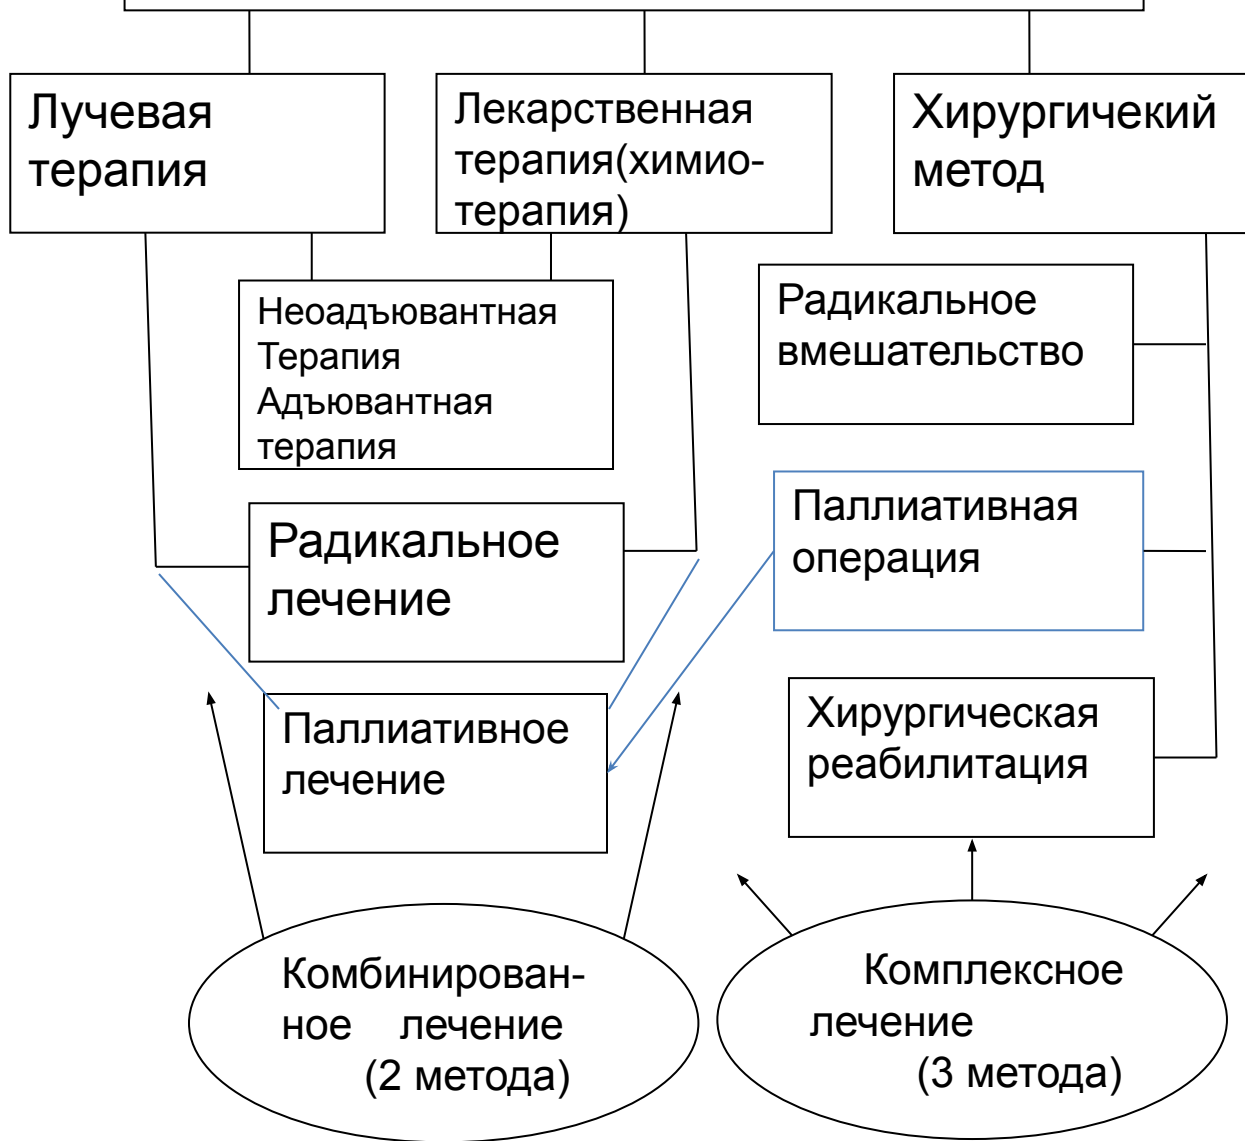 Лучевая
терапия
Лекарственная
терапия(химио-
терапия)
Хирургичекий
метод
Неоадъювантная
Терапия
Адъювантная
терапия
Радикальное
вмешательство
Радикальное
лечение
Паллиативная
операция
Паллиативное
лечение
Хирургическая
реабилитация
Комбинирован-
ное лечение
(2 метода)
Комплексное
лечение
(3 метода)